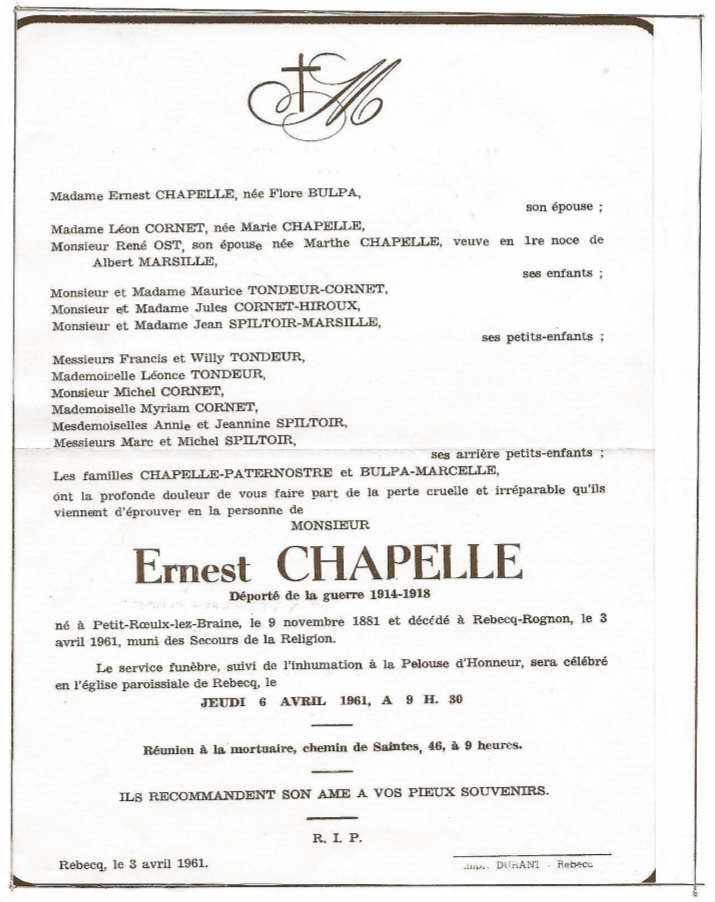 M
Madame Ernest CHAPELLE, née Flore BULPA,
son épouse ;
Madame Léon CORNET, née Marie CHAPELLE,
Monsieur René OST, son épouse née Marthe CHAPELLE, veuve en 1re noce de
Albert MARSILLE,
ses enfants ;
Monsieur et Madame Maurice TONDEUR-CORNET,
Monsieur et Madame Jules CORNET-HIROUX,
Monsieur et Madame Jean SPILTOIR-MARSILLE,
ses petits-enfants ;
Messieurs Francis et Willy TONDEUR,
Mademoiselle Léonce TONDEUR,
Monsieur Michel CORNET,
Mademoiselle Myriam CORNET,
Mesdemoiselles Annie et Jeannine SPILTOIR,
Messieurs Marc et Michel SPILTOIR,
ses arrière petits-enfants ;
Les familles CHAPELLE-PATERNOSTRE et BULPA-MARCELLE,
ont la profonde douleur de vous faire part de la perte cruelle et irréparable qu'ils
viennent d'éprouver en la personne de
MONSIEUR
Ernest CHAPELLE
Déporté de la guerre 1914-1918
né à Petit-Rœulx-lez-Braine, le 9 novembre 1881 et décédé à Rebecq-Rognon, le 3
avril 1961, muni des Secours de la Religion.
Le service funèbre, suivi de l'inhumation à la Pelouse d'Honneur, sera célébré
en l'église paroissiale de Rebecq, le
JEUDI 6 AVRIL 1961, A 9 H. 30
Réunion à la mortuaire, chemin de Saintes, 46, à 9 heures.
ILS RECOMMANDENT SON AME A VOS PIEUX SOUVENIRS.
R. I. P.
Rebecq, le 3 avril 1961.
DURANT - Rebecq